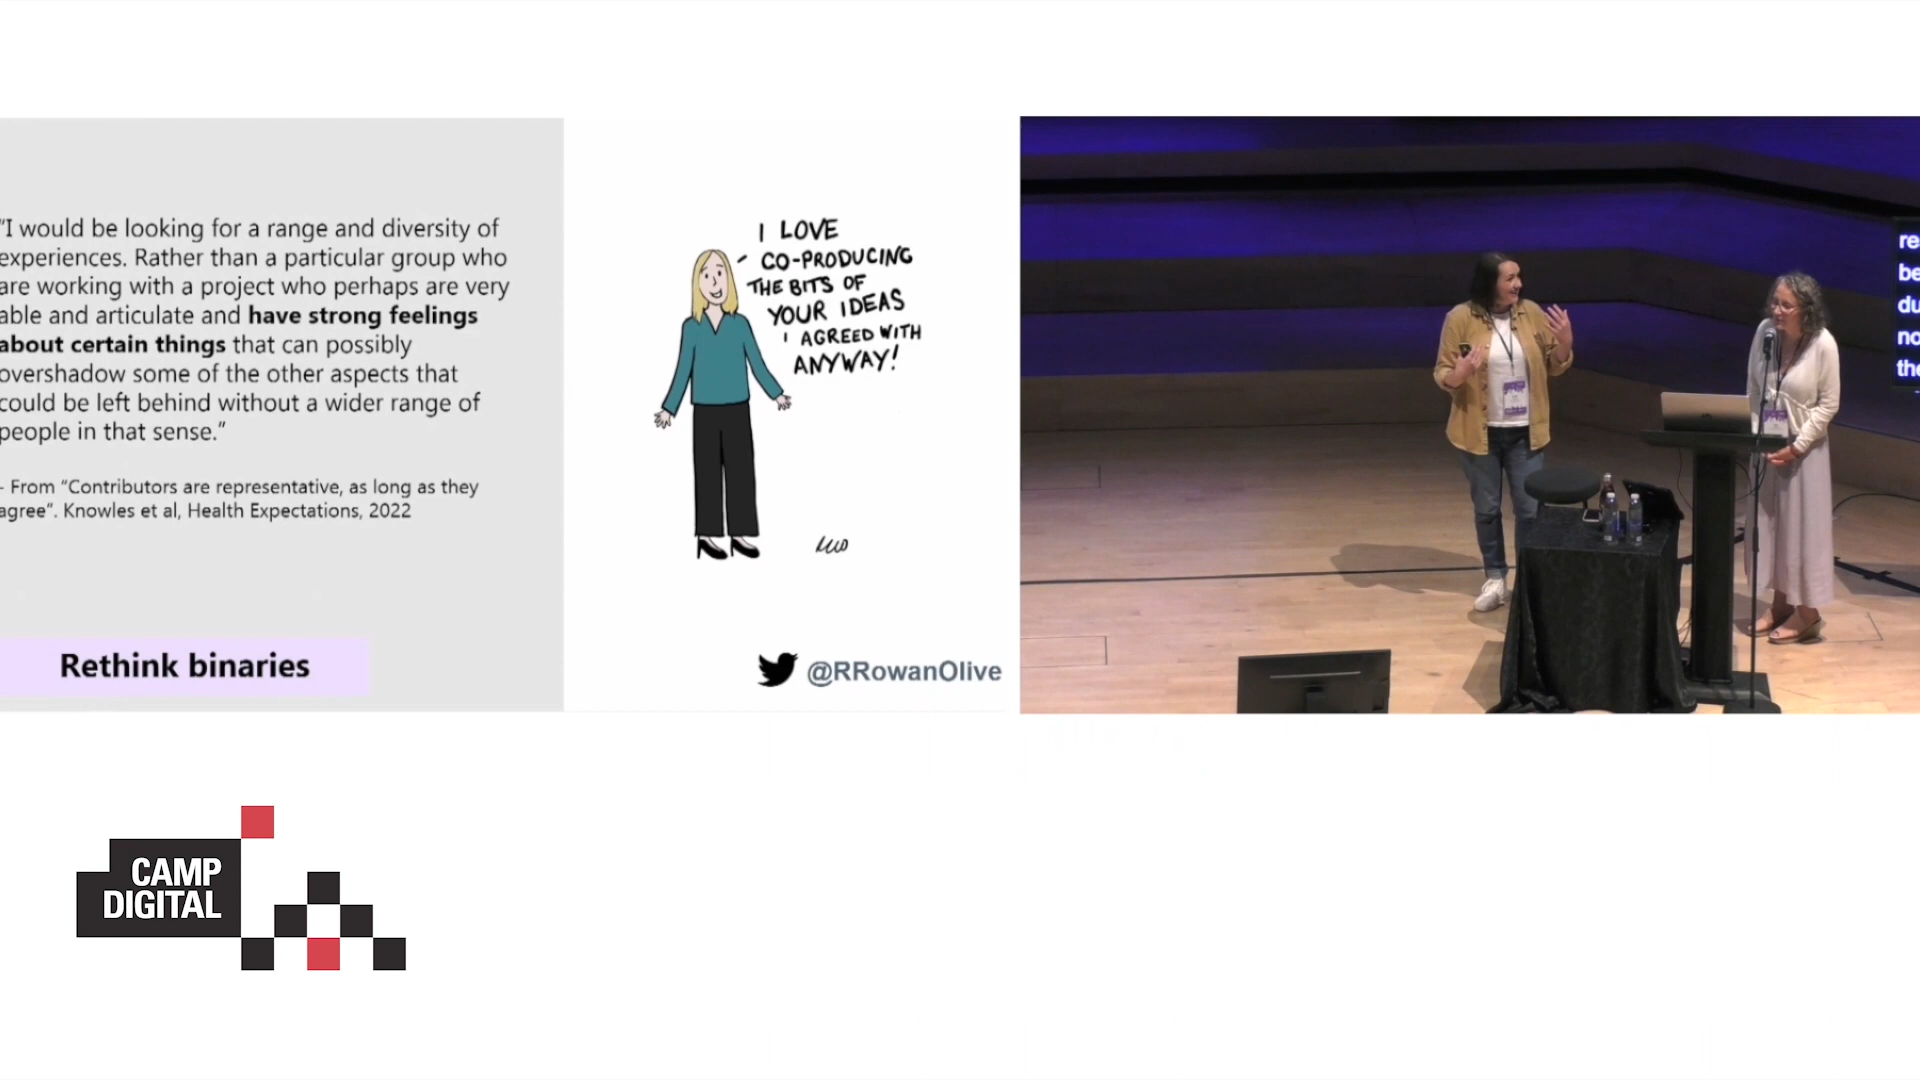 "I would be looking for a range and diversity of
experiences. Rather than a particular group who
are working with a project who perhaps are very
able and articulate and have strong feelings
about certain things that can possibly
overshadow some of the other aspects that
could be left behind without a wider range of
people in that sense."
- From "Contributors are representative, as long as they
agree". Knowles et al, Health Expectations, 2022
Rethink binaries
I LOVE
CO-PRODUCING
THE BITS OF
YOUR IDEAS
I AGREED WITH
ANYWAY!
@RRowanOlive
CAMP
DIGITAL